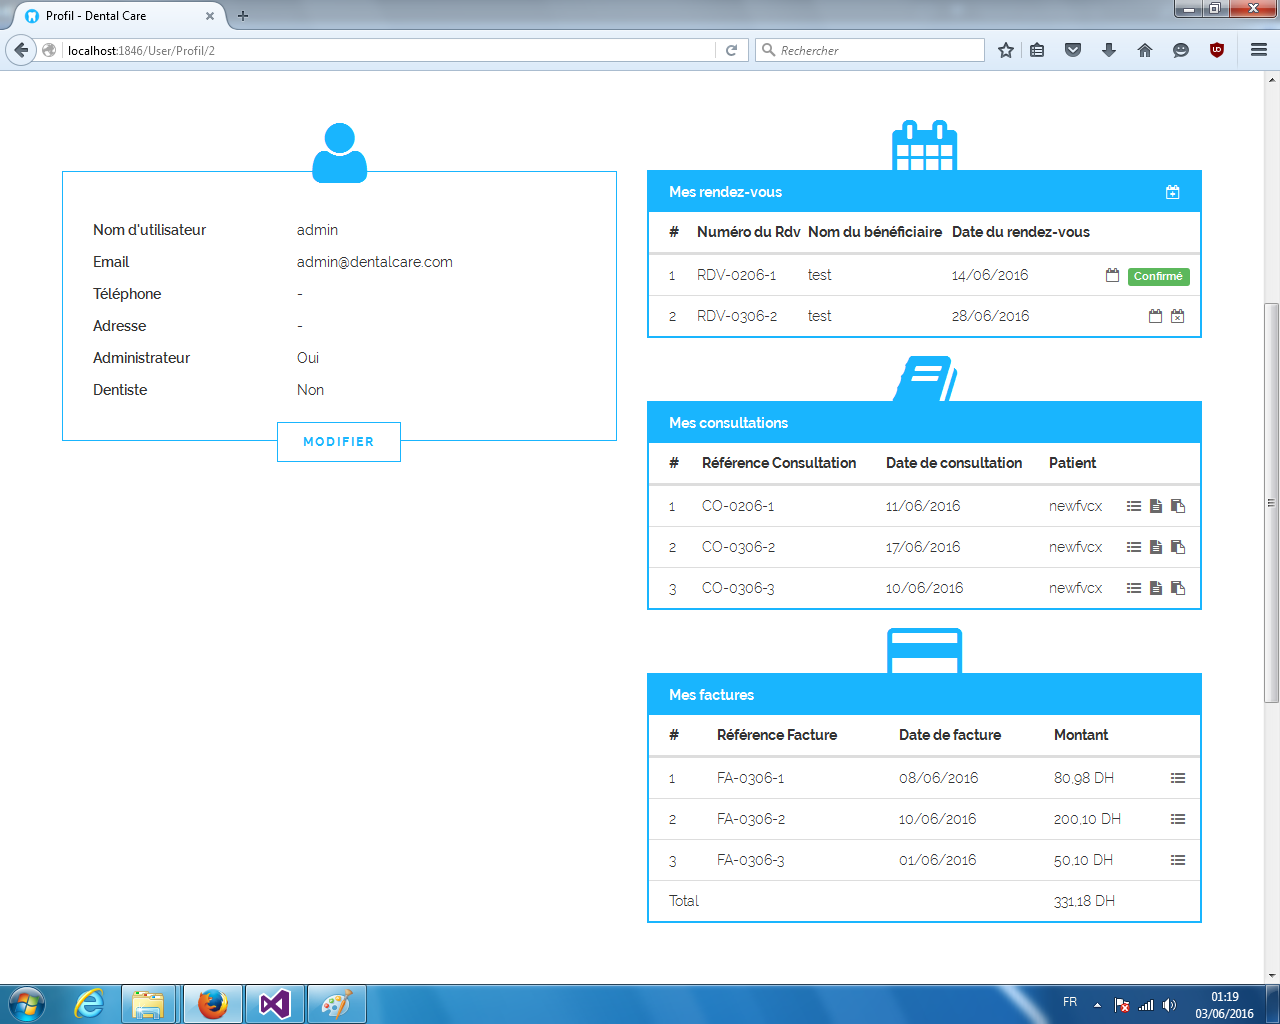 Profil - Dental Care
localhost:1846/User/Profil/2
Rechercher
Nom d'utilisateur admin
Email admin@dentalcare.com
Téléphone -
Adresse -
Administrateur Oui
Dentiste Non
MODIFIER
Mes rendez-vous
# Numéro du Rdv Nom du bénéficiaire Date du rendez-vous
1 RDV-0206-1 test 14/06/2016 Confirmé
2 RDV-0306-2 test 28/06/2016
Mes consultations
# Référence Consultation Date de consultation Patient
1 CO-0206-1 11/06/2016 newfvcx
2 CO-0306-2 17/06/2016 newfvcx
3 CO-0306-3 10/06/2016 newfvcx
Mes factures
# Référence Facture Date de facture Montant
1 FA-0306-1 08/06/2016 80,98 DH
2 FA-0306-2 10/06/2016 200,10 DH
3 FA-0306-3 01/06/2016 50,10 DH
Total 331,18 DH
FR
01:19
03/06/2016